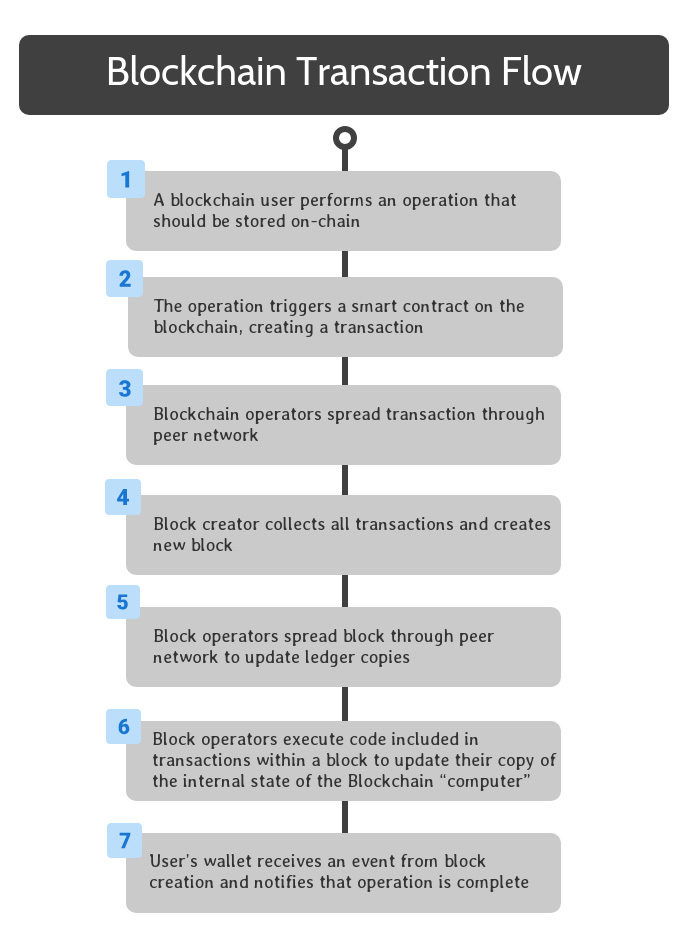 Blockchain Transaction Flow
1
A blockchain user performs an operation that
should be stored on-chain
2
The operation triggers a smart contract on the
blockchain, creating a transaction
3
Blockchain operators spread transaction through
peer network
4
Block creator collects all transactions and creates
new block
5
Block operators spread block through peer
network to update ledger copies
6
Block operators execute code included in
transactions within a block to update their copy of
the internal state of the Blockchain “computer”
7
User's wallet receives an event from block
creation and notifies that operation is complete